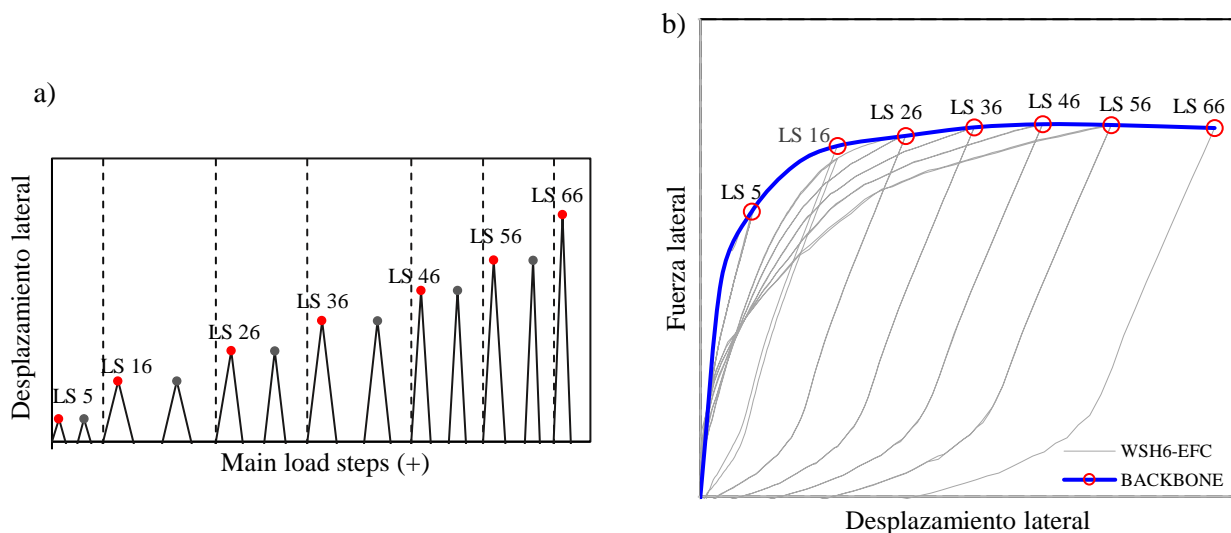 a)
Desplazamiento lateral
LS 5
LS 16
LS 26
LS 36
LS 46
LS 56
LS 66
Main load steps (+)
b)
Fuerza lateral
LS 5
LS 16
LS 26
LS 36
LS 46
LS 56
LS 66
WSH6-EFC
BACKBONE
Desplazamiento lateral